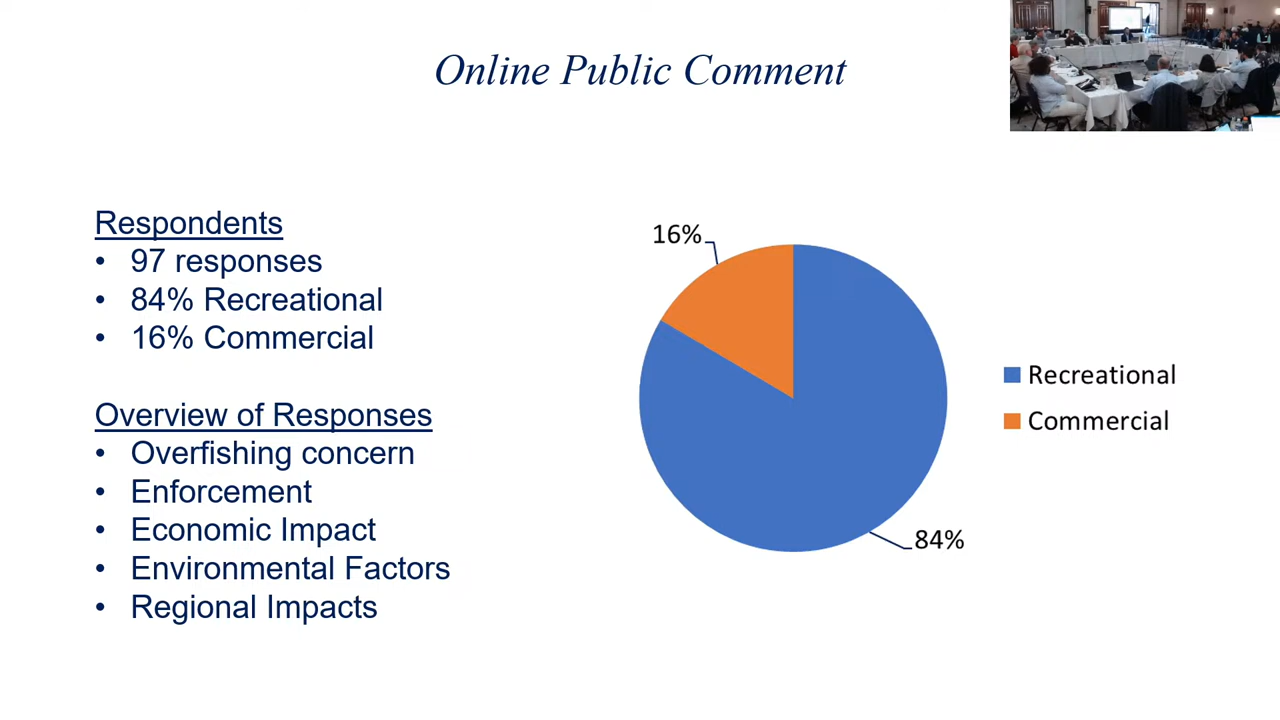 Online Public Comment
Respondents
• 97 responses
• 84% Recreational
• 16% Commercial
Overview of Responses
• Overfishing concern
• Enforcement
• Economic Impact
• Environmental Factors
• Regional Impacts
16%
84%
Recreational
Commercial